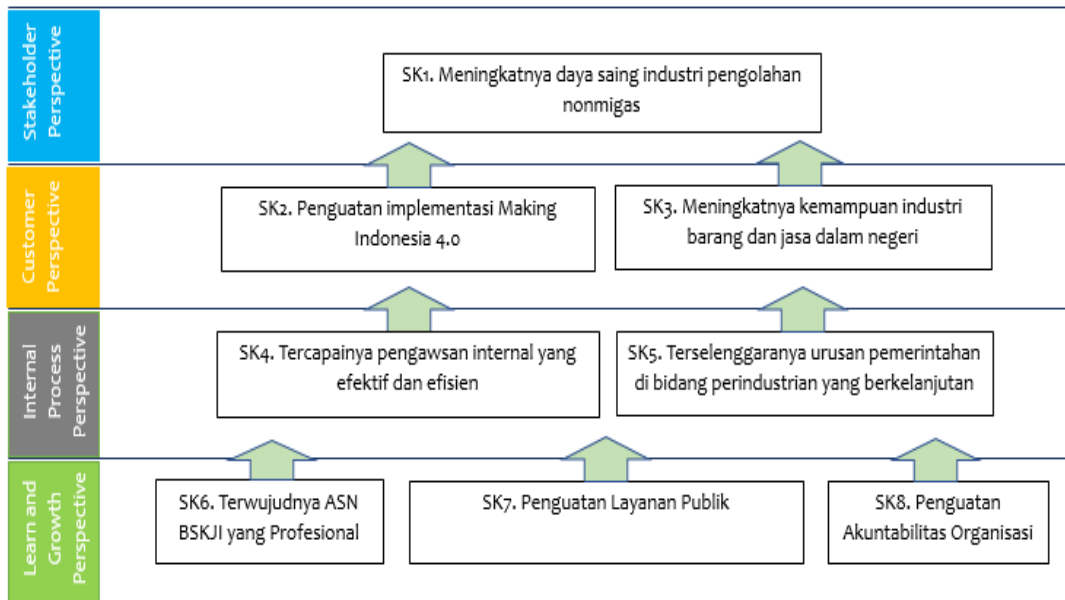 Stakeholder
Perspective
SK1. Meningkatnya daya saing industri pengolahan
nonmigas
Customer
Perspective
SK2. Penguatan implementasi Making
Indonesia 4.0
SK3. Meningkatnya kemampuan industri
barang dan jasa dalam negeri
Internal
Process
Perspective
SK4. Tercapainya pengawsan internal yang
efektif dan efisien
SK5. Terselenggaranya urusan pemerintahan
di bidang perindustrian yang berkelanjutan
Learn and
Growth
Perspective
SK6. Terwujudnya ASN
BSKJI yang Profesional
SK7. Penguatan Layanan Publik
SK8. Penguatan
Akuntabilitas Organisasi